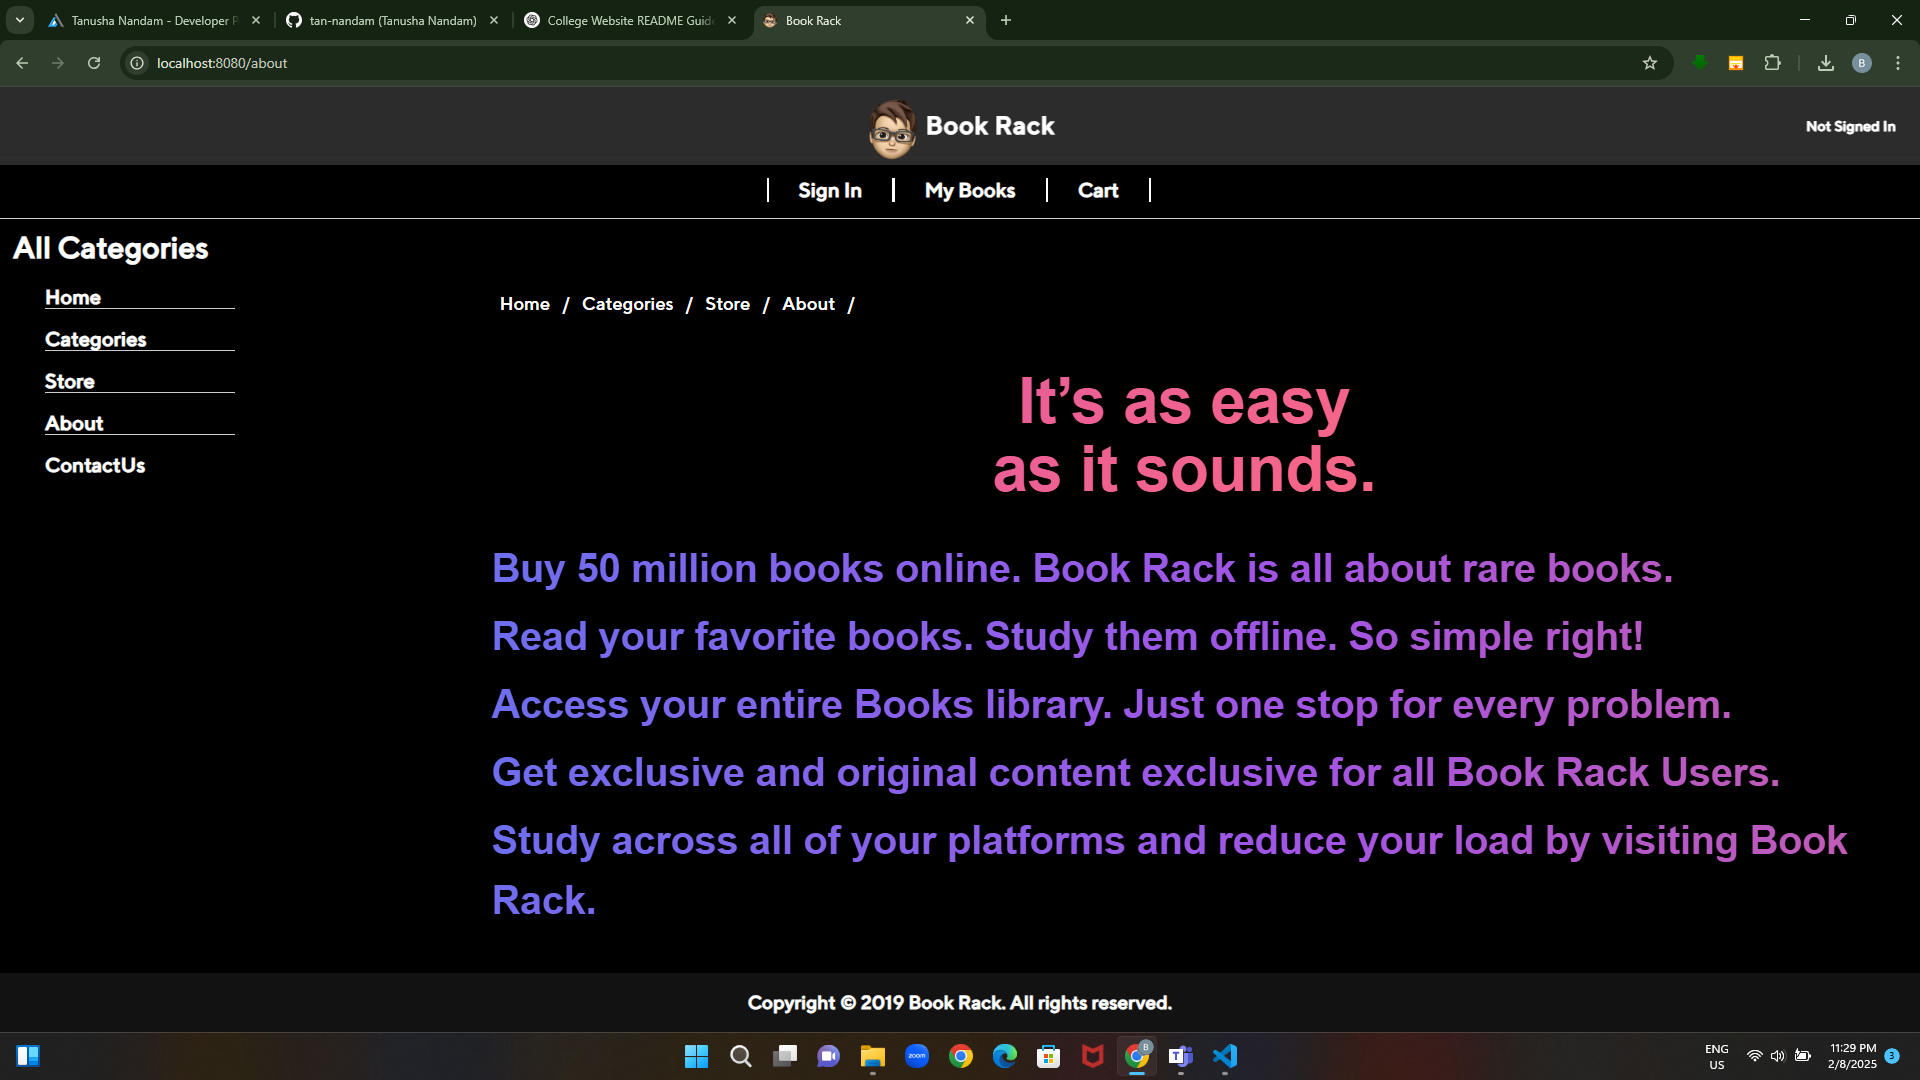 Tanusha Nandam - Developer P
tan-nandam (Tanusha Nandam)
College Website README Guide
Book Rack
localhost:8080/about
B
Book Rack
Not Signed In
Sign In
My Books
Cart
All Categories
Home
Categories
Store
About
ContactUs
Home / Categories / Store / About /
It’s as easy
as it sounds.
Buy 50 million books online. Book Rack is all about rare books.
Read your favorite books. Study them offline. So simple right!
Access your entire Books library. Just one stop for every problem.
Get exclusive and original content exclusive for all Book Rack Users.
Study across all of your platforms and reduce your load by visiting Book
Rack.
Copyright © 2019 Book Rack. All rights reserved.
zoom
B
T
ENG
US
11:29 PM
2/8/2025
3